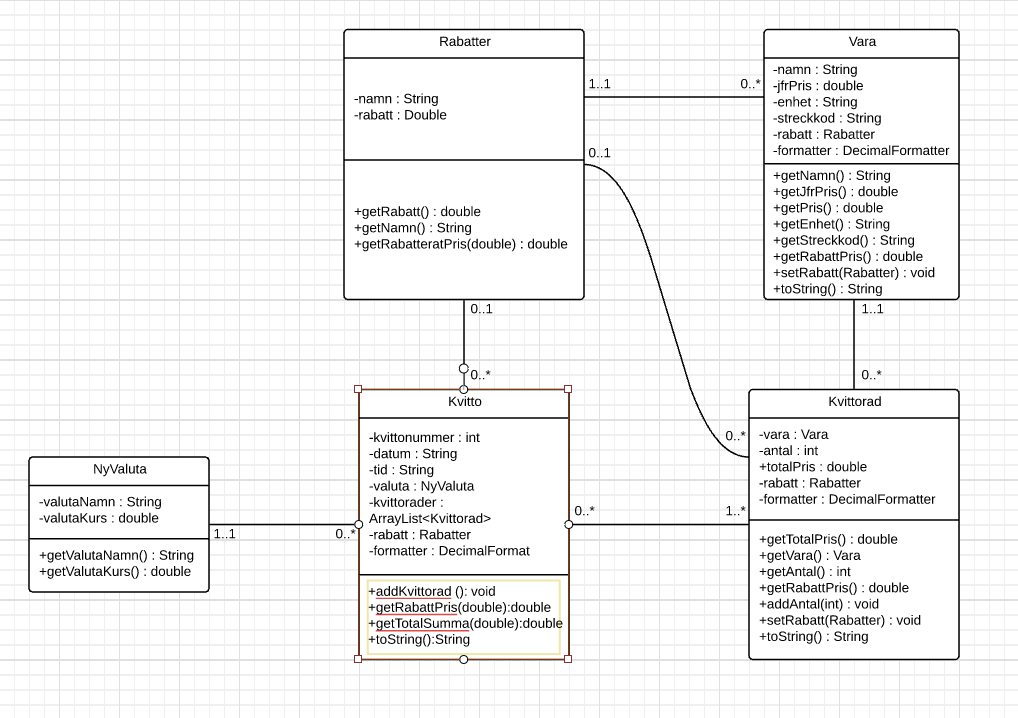 Rabatter
-namn : String
-rabatt : Double
+getRabatt() : double
+getNamn() : String
+getRabatteratPris(double) : double
1..1
0..*
0..1
Vara
-namn : String
-jfrPris : double
-enhet : String
-streckkod : String
-rabatt : Rabatter
-formatter : DecimalFormatter
+getNamn() : String
+getJfrPris() : double
+getPris() : double
+getEnhet() : String
+getStreckkod() : String
+getRabattPris() : double
+setRabatt(Rabatter) : void
+toString() : String
0..1
0..*
1..1
0..*
Kvitto
-kvittonummer : int
-datum : String
-tid : String
-valuta : NyValuta
-kvittorader :
ArrayList<Kvittorad>
-rabatt : Rabatter
-formatter : DecimalFormat
+addKvittorad (): void
+getRabattPris(double):double
+getTotalSumma(double):double
+toString():String
Kvittorad
-vara : Vara
-antal : int
+totalPris : double
-rabatt : Rabatter
-formatter : DecimalFormatter
+getTotalPris() : double
+getVara() : Vara
+getAntal() : int
+getRabattPris() : double
+addAntal(int) : void
+setRabatt(Rabatter) : void
+toString() : String
0..*
0..*
1..*
NyValuta
-valutaNamn : String
-valutaKurs : double
+getValutaNamn() : String
+getValutaKurs() : double
1..1
0..*